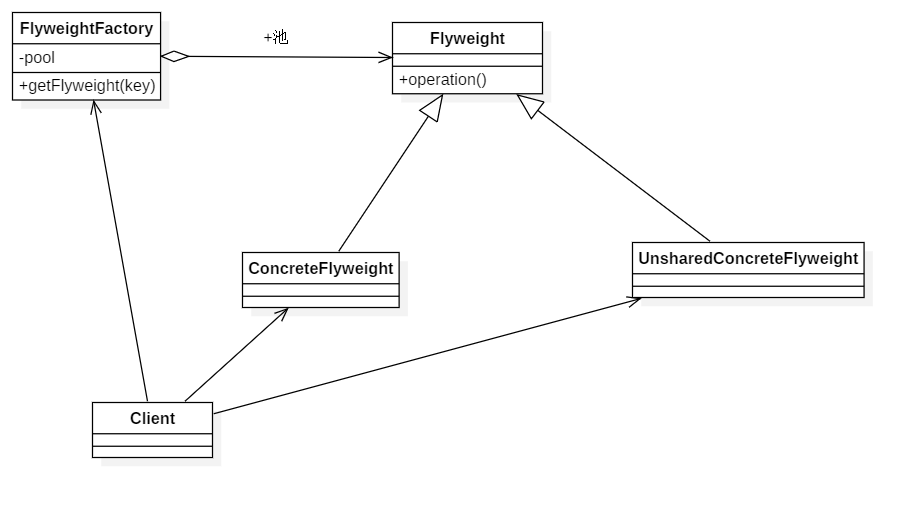 FlyweightFactory
-pool
+getFlyweight(key)
+池
Flyweight
+operation()
ConcreteFlyweight
UnsharedConcreteFlyweight
Client